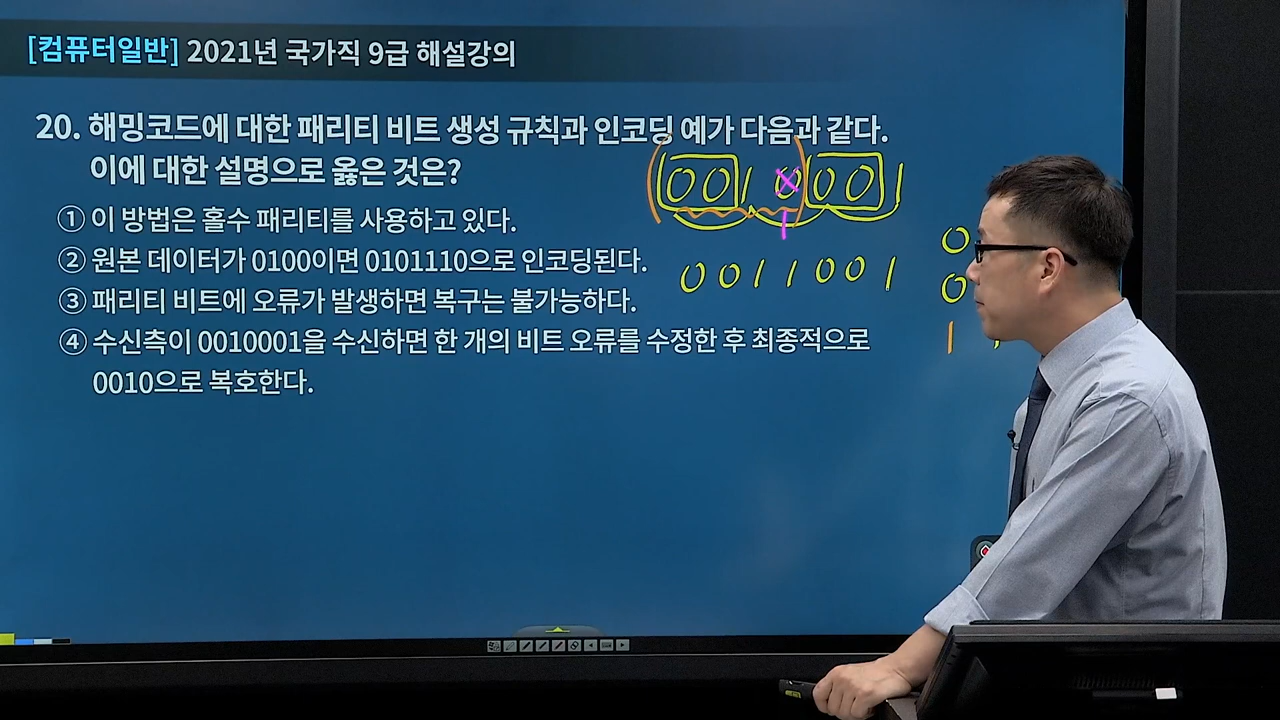 [컴퓨터일반] 2021년 국가직 9급 해설강의
20. 해밍코드에 대한 패리티 비트 생성 규칙과 인코딩 예가 다음과 같다.
이에 대한 설명으로 옳은 것은?
0010001
① 이 방법은 홀수 패리티를 사용하고 있다.
② 원본 데이터가 0100이면 0101110으로 인코딩된다.
1
0011001
0
0
1
③ 패리티 비트에 오류가 발생하면 복구는 불가능하다.
④ 수신측이 0010001을 수신하면 한 개의 비트 오류를 수정한 후 최종적으로
0010으로 복호한다.